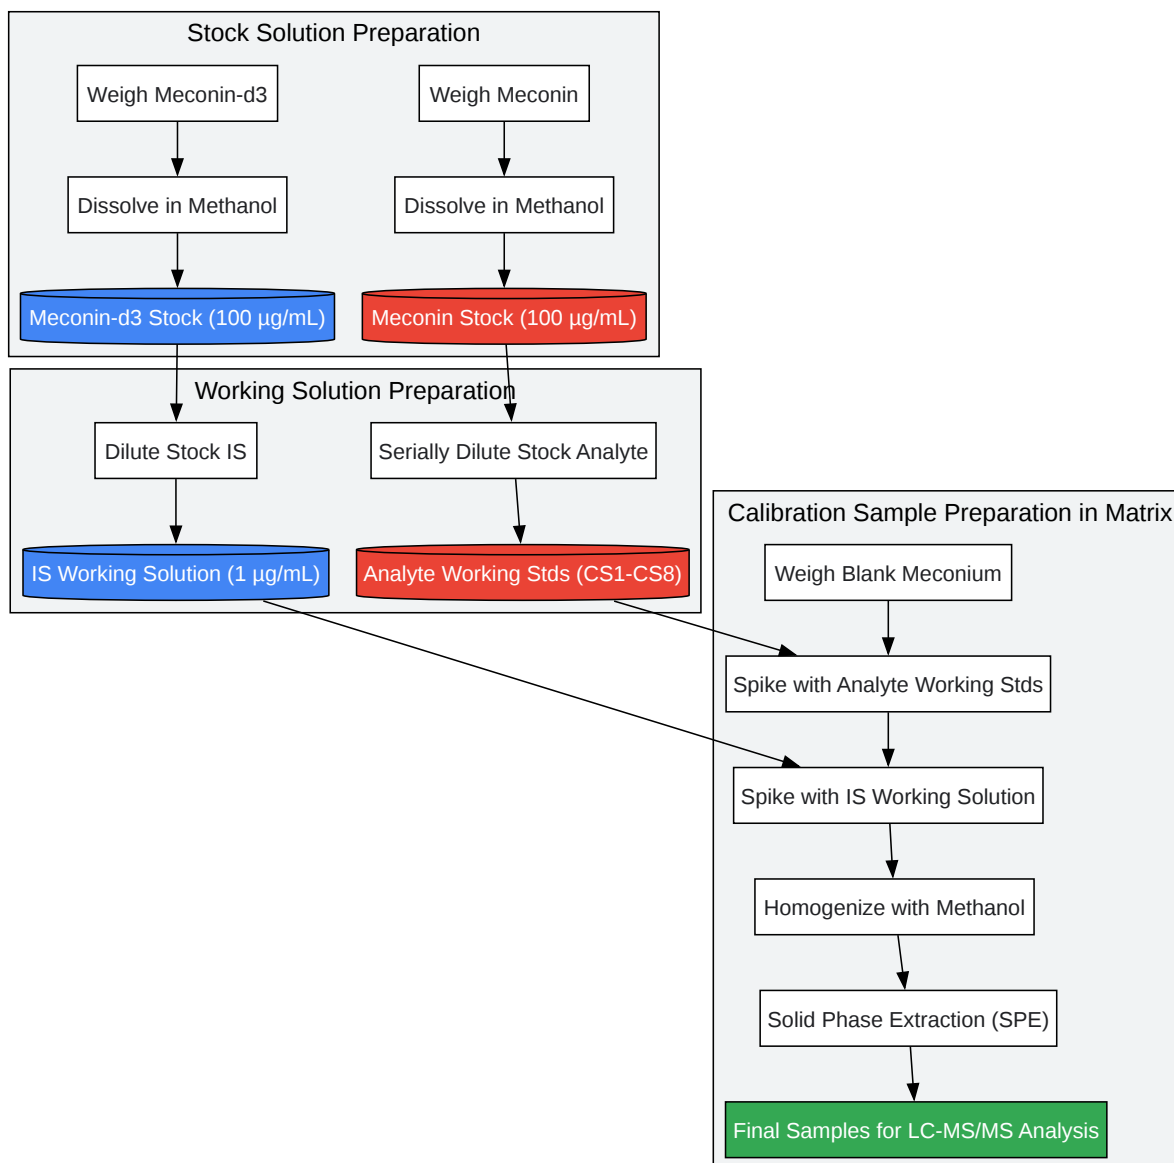 Stock Solution Preparation
Weigh Meconin-d3
Weigh Meconin
Dissolve in Methanol
Dissolve in Methanol
Meconin-d3 Stock (100 µg/mL)
Meconin Stock (100 µg/mL)
Working Solution Preparation
Dilute Stock IS
Serially Dilute Stock Analyte
IS Working Solution (1 µg/mL)
Analyte Working Stds (CS1-CS8)
Calibration Sample Preparation in Matrix
Weigh Blank Meconium
Spike with Analyte Working Stds
Spike with IS Working Solution
Homogenize with Methanol
Solid Phase Extraction (SPE)
Final Samples for LC-MS/MS Analysis